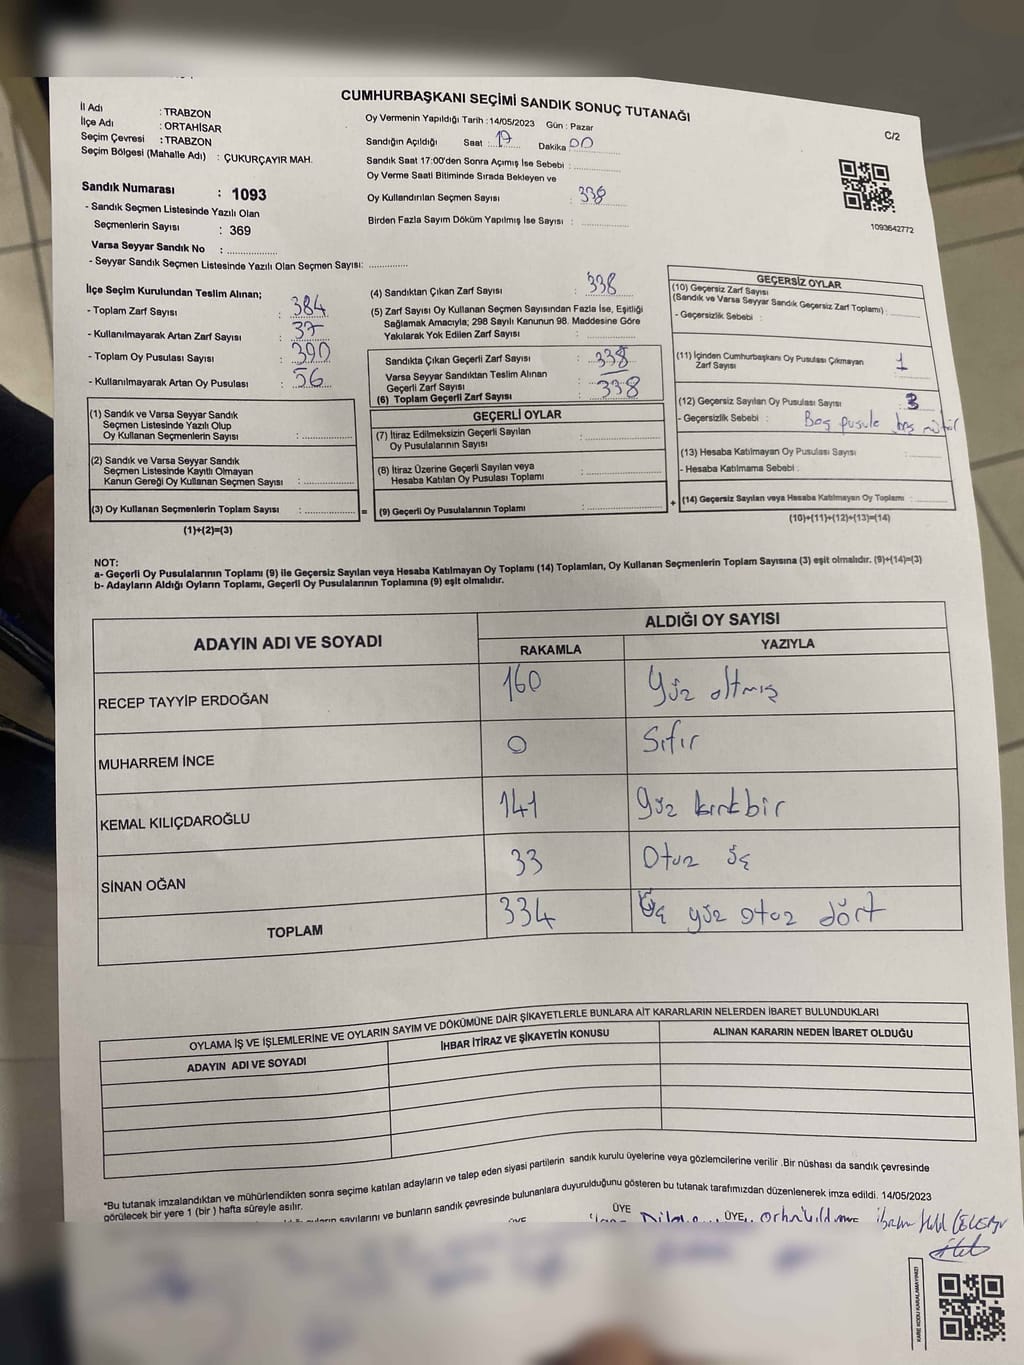 CUMHURBAŞKANI SEÇİMİ SANDIK SONUÇ TUTANAĞI
C/2
İl Adı : TRABZON
İlçe Adı : ORTAHİSAR
Seçim Çevresi : TRABZON
Seçim Bölgesi (Mahalle Adı) : ÇUKURÇAYIR MAH.
Sandık Numarası : 1093
- Sandık Seçmen Listesinde Yazılı Olan
Seçmenlerin Sayısı : 369
Varsa Seyyar Sandık No : ..............
- Seyyar Sandık Seçmen Listesinde Yazılı Olan Seçmen Sayısı: ............
Oy Vermenin Yapıldığı Tarih : 14/05/2023 Gün : Pazar
Sandığın Açıldığı Saat : 17 Dakika 00
Sandık Saat 17:00'den Sonra Açımış İse Sebebi :
Oy Verme Saati Bitiminde Sırada Bekleyen ve
Oy Kullandırılan Seçmen Sayısı : 338
Birden Fazla Sayım Döküm Yapılmış İse Sayısı :
1093642772
İlçe Seçim Kurulundan Teslim Alınan;
- Toplam Zarf Sayısı : 384
- Kullanılmayarak Artan Zarf Sayısı : 37
- Toplam Oy Pusulası Sayısı : 390
- Kullanılmayarak Artan Oy Pusulası : 56
(4) Sandıktan Çıkan Zarf Sayısı : 338
(5) Zarf Sayısı Oy Kullanan Seçmen Sayısından Fazla İse, Eşitliği
Sağlamak Amacıyla; 298 Sayılı Kanunun 98. Maddesine Göre
Yakılarak Yok Edilen Zarf Sayısı :
Sandıkta Çıkan Geçerli Zarf Sayısı : 338
Varsa Seyyar Sandıktan Teslim Alınan
Geçerli Zarf Sayısı :
(6) Toplam Geçerli Zarf Sayısı : 338
GEÇERSİZ OYLAR
(10) Geçersiz Zarf Sayısı
(Sandık ve Varsa Seyyar Sandık Geçersiz Zarf Toplamı) :
- Geçersizlik Sebebi :
(11) İçinden Cumhurbaşkanı Oy Pusulası Çıkmayan
Zarf Sayısı 1
(12) Geçersiz Sayılan Oy Pusulası Sayısı : 3
- Geçersizlik Sebebi : Boş pusula
(13) Hesaba Katılmayan Oy Pusulası Sayısı :
- Hesaba Katılmama Sebebi :
(14) Geçersiz Sayılan veya Hesaba Katılmayan Oy Toplamı :
(10)+(11)+(12)+(13)=(14)
(1) Sandık ve Varsa Seyyar Sandık
Seçmen Listesinde Yazılı Olup
Oy Kullanan Seçmenlerin Sayısı :
(2) Sandık ve Varsa Seyyar Sandık
Seçmen Listesinde Kayıtlı Olmayan
Kanun Gereği Oy Kullanan Seçmen Sayısı :
(3) Oy Kullanan Seçmenlerin Toplam Sayısı : =
(1)+(2)=(3)
GEÇERLİ OYLAR
(7) İtiraz Edilmeksizin Geçerli Sayılan
Oy Pusulalarının Sayısı :
(8) İtiraz Üzerine Geçerli Sayılan veya
Hesaba Katılan Oy Pusulası Toplamı :
(9) Geçerli Oy Pusulalarının Toplamı : +
NOT:
a- Geçerli Oy Pusulalarının Toplamı (9) ile Geçersiz Sayılan veya Hesaba Katılmayan Oy Toplamı (14) Toplamları, Oy Kullanan Seçmenlerin Toplam Sayısına (3) eşit olmalıdır. (9)+(14)=(3)
b- Adayların Aldığı Oyların Toplamı, Geçerli Oy Pusulalarının Toplamına (9) eşit olmalıdır.
ADAYIN ADI VE SOYADI
ALDIĞI OY SAYISI
RAKAMLA YAZIYLA
RECEP TAYYİP ERDOĞAN 160 Yüz altmış
MUHARREM İNCE 0 Sıfır
KEMAL KILIÇDAROĞLU 141 Yüz kırkbir
SİNAN OĞAN 33 Otuz üç
TOPLAM 334 Üç yüz otuz dört
OYLAMA İŞ VE İŞLEMLERİNE VE OYLARIN SAYIM VE DÖKÜMÜNE DAİR ŞİKAYETLERLE BUNLARA AİT KARARLARIN NELERDEN İBARET BULUNDUKLARI
ADAYIN ADI VE SOYADI İHBAR İTİRAZ VE ŞİKAYETİN KONUSU ALINAN KARARIN NEDEN İBARET OLDUĞU
*Bu tutanak imzalandıktan ve mühürlendikten sonra seçime katılan adayların ve talep eden siyasi partilerin sandık kurulu üyelerine veya gözlemcilerine verilir .Bir nüshası da sandık çevresinde
görülecek bir yere 1 (bir ) hafta süreyle asılır.
sayılarını ve bunların sandık çevresinde bulunanlara duyurulduğunu gösteren bu tutanak tarafımızdan düzenlenerek imza edildi. 14/05/2023
ÜYE ÜYE ÜYE